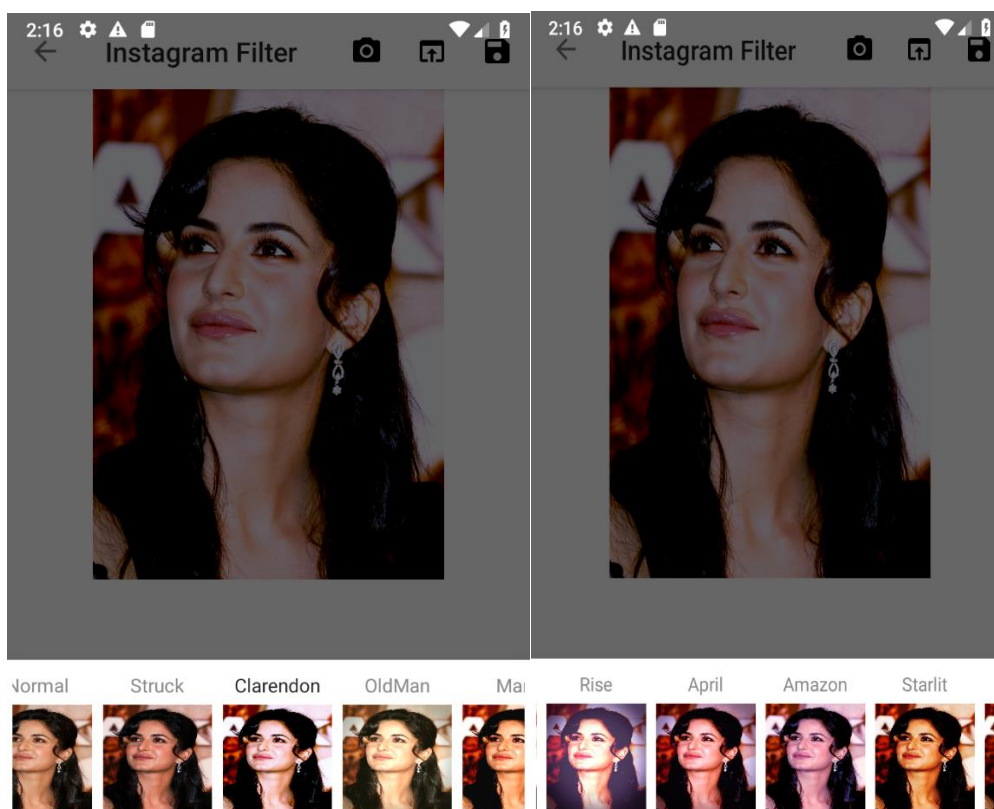 2:16
Instagram Filter
Normal Struck Clarendon OldMan
2:16
Instagram Filter
Rise April Amazon Starlit